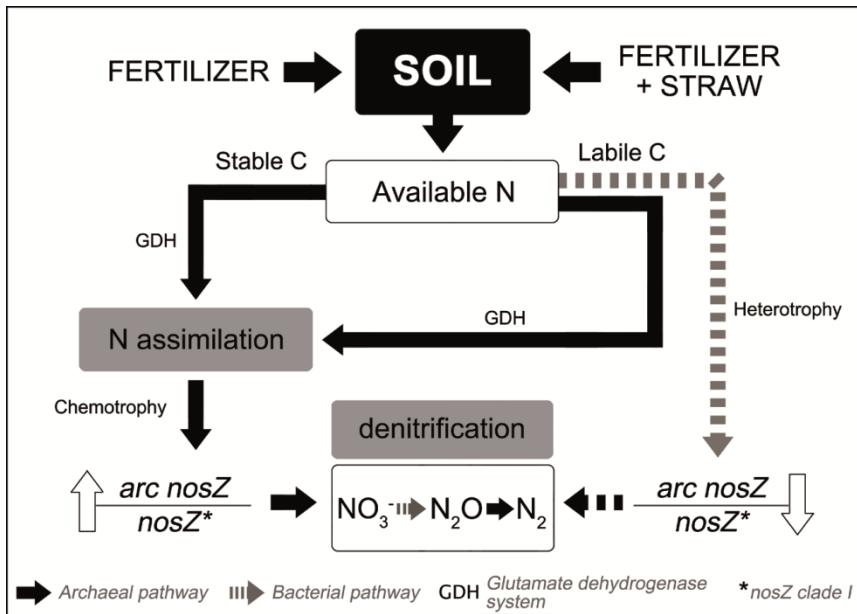 FERTILIZER
SOIL
FERTILIZER
+ STRAW
Stable C
Labile C
Available N
GDH
Heterotrophy
GDH
N assimilation
Chemotrophy
denitrification
arc nosZ
nosZ*
NO₃⁻ N₂O N₂
arc nosZ
nosZ*
Archaeal pathway
Bacterial pathway
GDH Glutamate dehydrogenase
system
*nosZ clade I